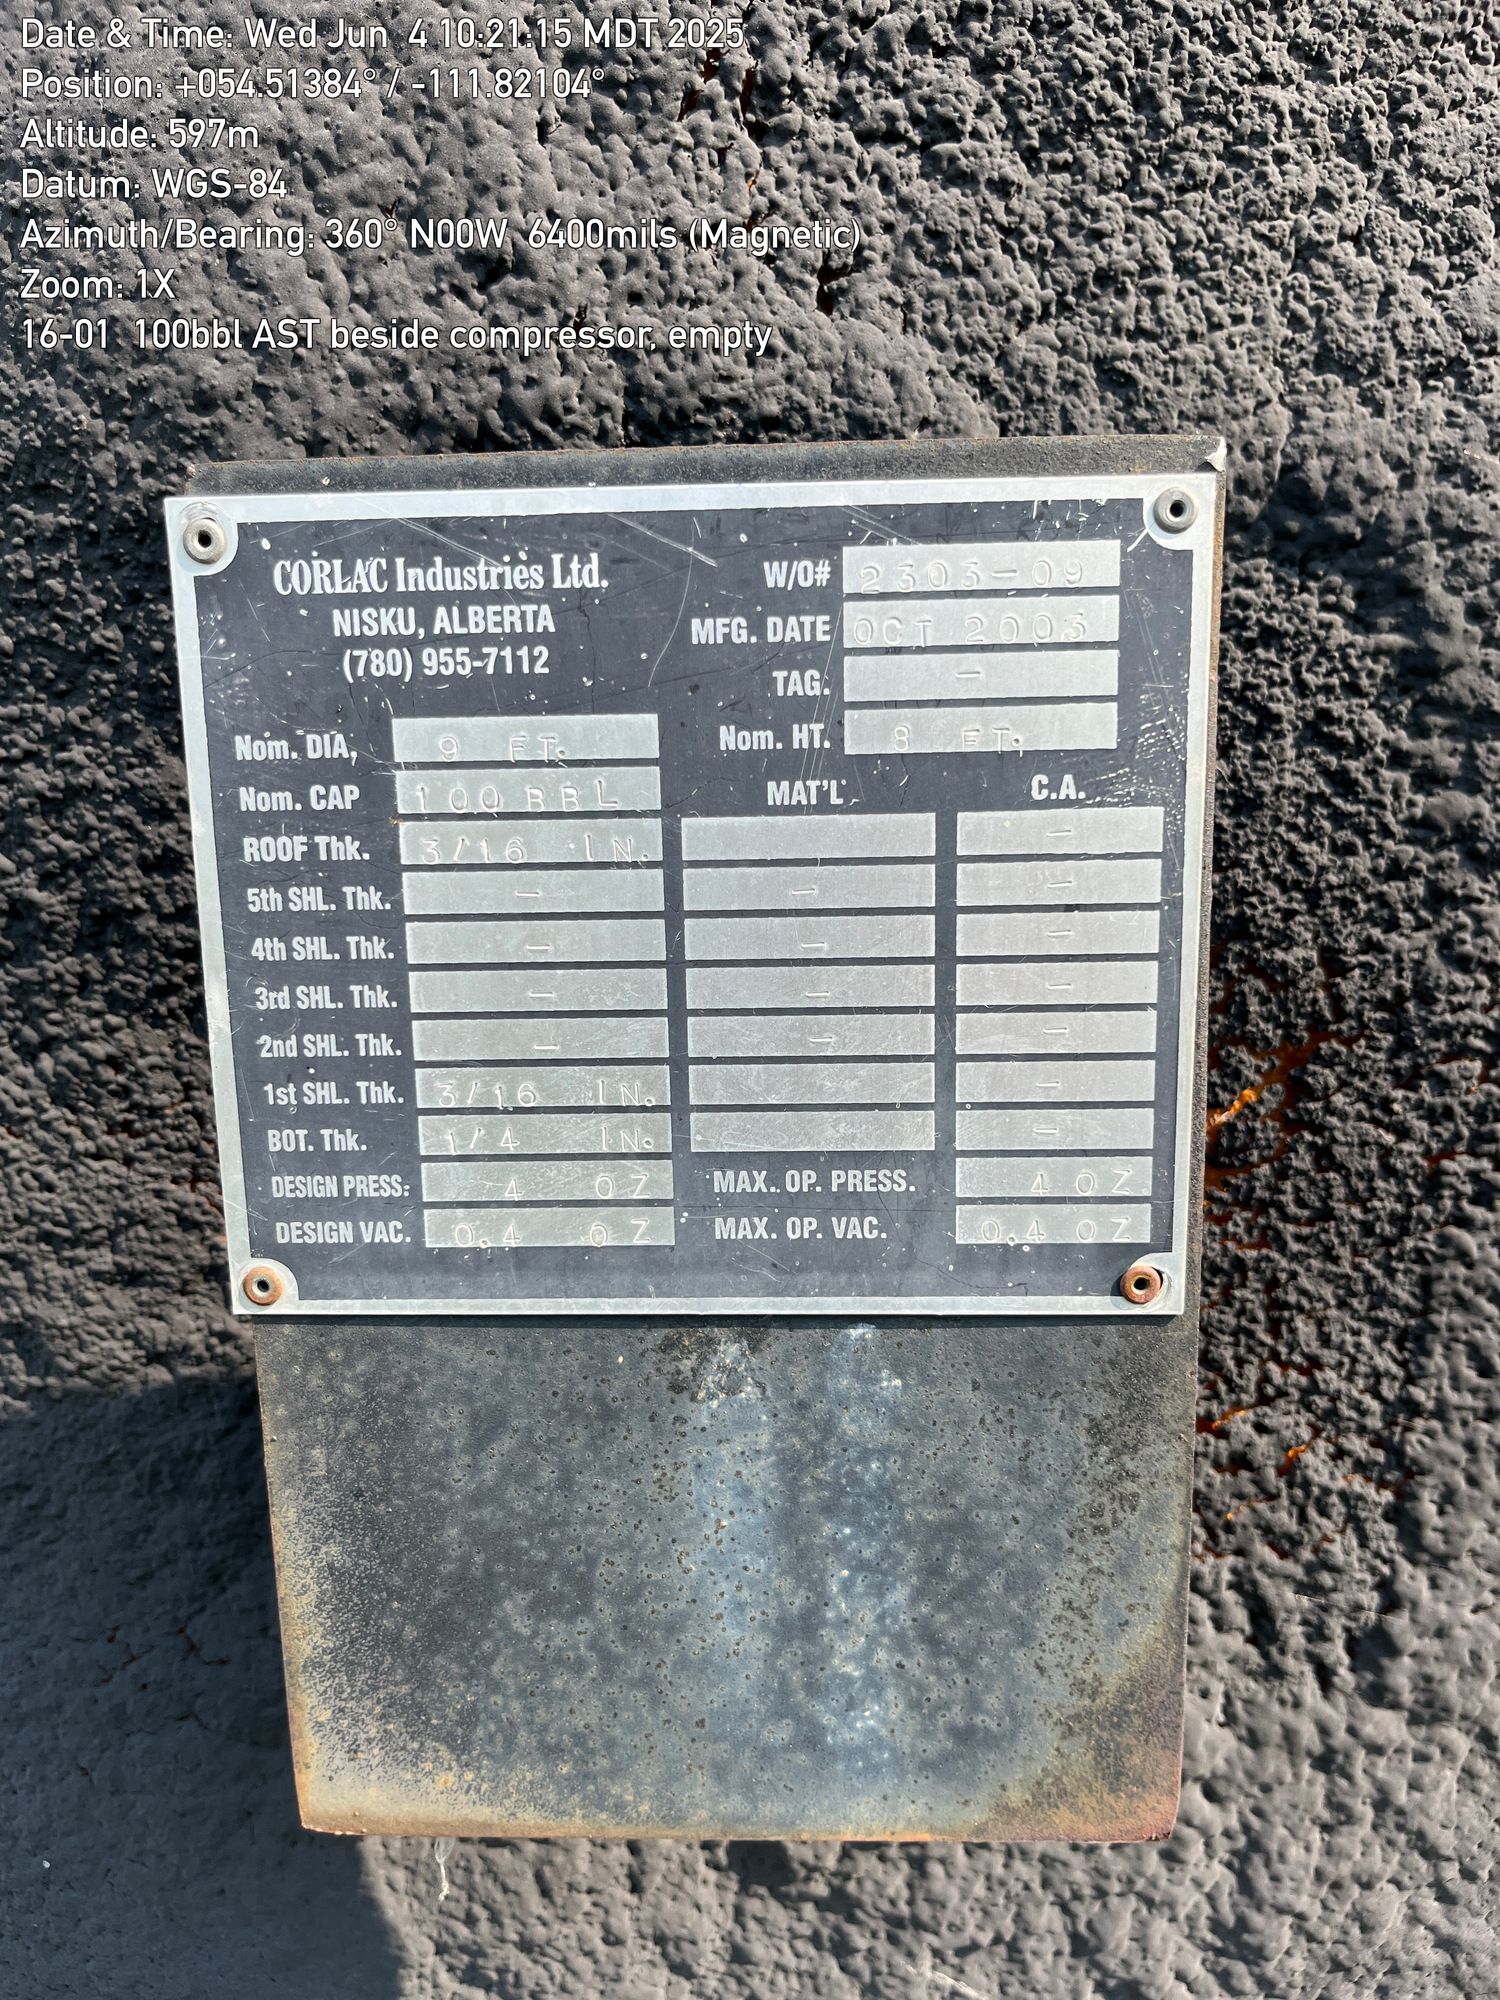 Date & Time: Wed Jun 4 10:21:15 MDT 2025
Position: +054.51384° / -111.82104°
Altitude: 597m
Datum: WGS-84
Azimuth/Bearing: 360° N00W 6400mils (Magnetic)
Zoom: 1X
16-01 100bbl AST beside compressor, empty
CORLAC Industries Ltd.
NISKU, ALBERTA
(780) 955-7112
W/O# 2303-09
MFG. DATE OCT 2003
TAG. -
Nom. DIA, 9 FT. Nom. HT. 8 FT.
Nom. CAP 100 BBL MAT'L C.A.
ROOF Thk. 3/16 IN. -
5th SHL. Thk. - - -
4th SHL. Thk. - - -
3rd SHL. Thk. - - -
2nd SHL. Thk. - - -
1st SHL. Thk. 3/16 IN. -
BOT. Thk. 1/4 IN. -
DESIGN PRESS: 4 OZ MAX. OP. PRESS. 4 OZ
DESIGN VAC. 0.4 OZ MAX. OP. VAC. 0.4 OZ